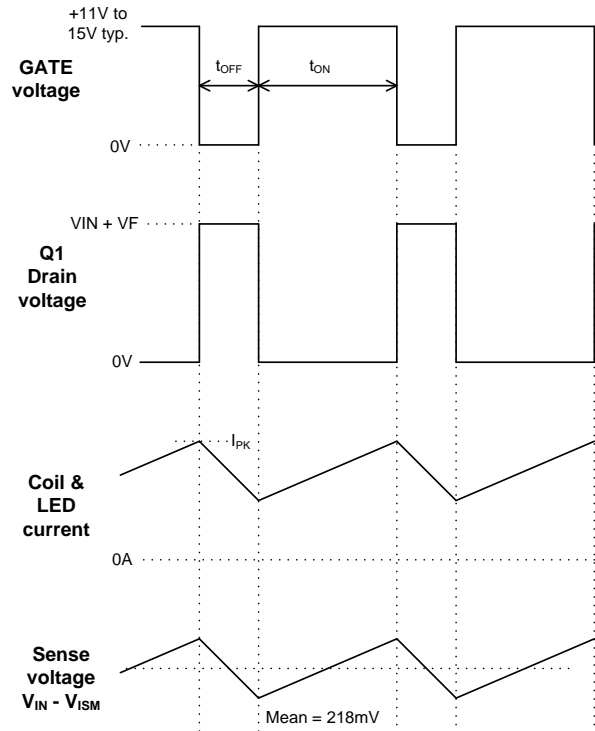 +11V to
15V typ.
GATE
voltage
tOFF
tON
0V
VIN + VF
Q1
Drain
voltage
0V
IPK
Coil &
LED
current
0A
Sense
voltage
VIN - VISM
Mean = 218mV